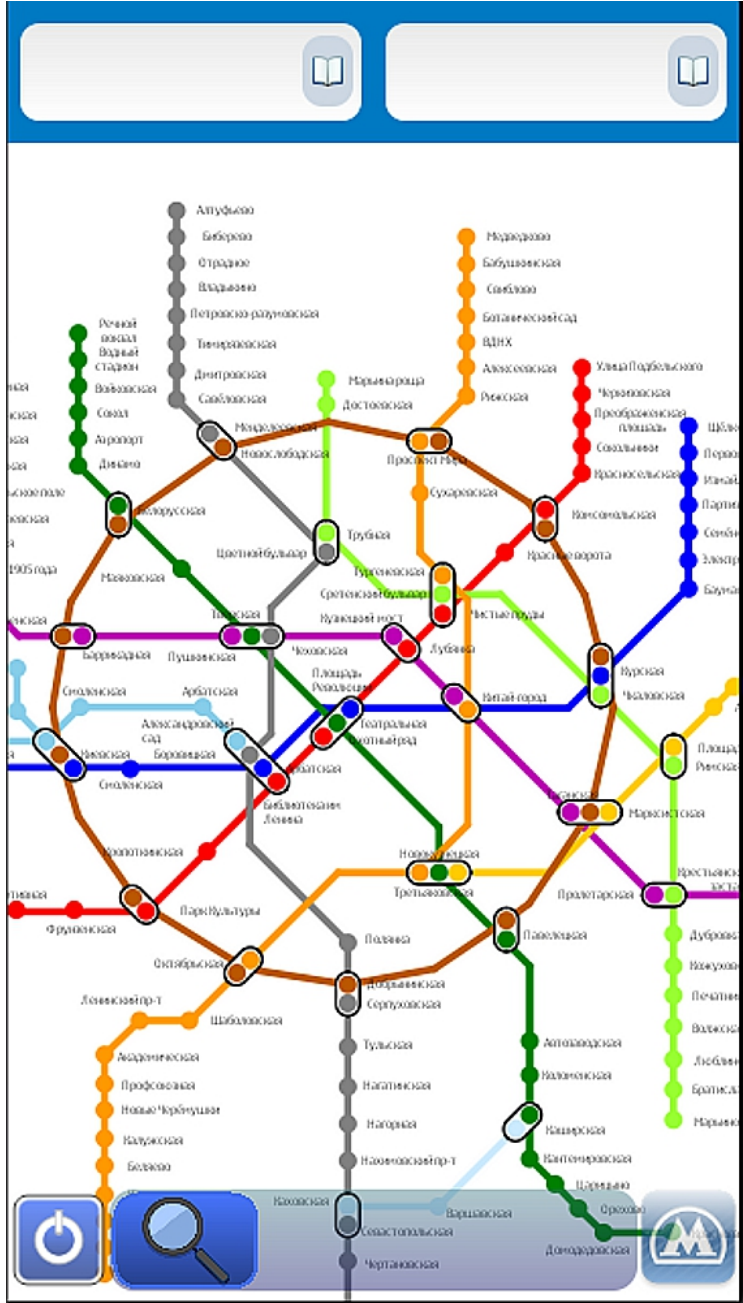 Алтуфьево
Бибирево
Отрадное
Владыкино
Петровско-разумовская
Тимирязевская
Дмитровская
Савёловская
Менделеевская
Новослободская
Медведково
Бабушкинская
Свиблово
Ботанический сад
ВДНХ
Алексеевская
Рижская
Проспект Мира
Речной
вокзал
Водный
стадион
Войковская
Сокол
Аэропорт
Динамо
Белорусская
Марьина роща
Достоевская
Улица Подбельского
Черкизовская
Преображенская
площадь
Сокольники
Красносельская
Комсомольская
Красные ворота
Сухаревская
Трубная
Цветной бульвар
Тургеневская
Сретенский бульвар
Чистые пруды
Кузнецкий мост
Лубянка
Маяковская
1905 года
Баррикадная
Пушкинская
Чеховская
Площадь
Революции
Театральная
Охотный ряд
Китай-город
Курская
Чкаловская
Смоленская
Арбатская
Александровский
сад
Боровицкая
Арбатская
Библиотека им
Ленина
Киевская
Смоленская
Кропоткинская
Парк Культуры
Фрунзенская
Таганская
Марксистская
Новокузнецкая
Третьяковская
Пролетарская
Павелецкая
Полянка
Октябрьская
Добрынинская
Серпуховская
Ленинский пр-т
Шаболовская
Академическая
Профсоюзная
Новые Черёмушки
Калужская
Беляево
Тульская
Нагатинская
Нагорная
Нахимовский пр-т
Каховская
Севастопольская
Чертановская
Варшавская
Автозаводская
Коломенская
Каширская
Кантемировская
Царицыно
Орехово
Домодедовская
М